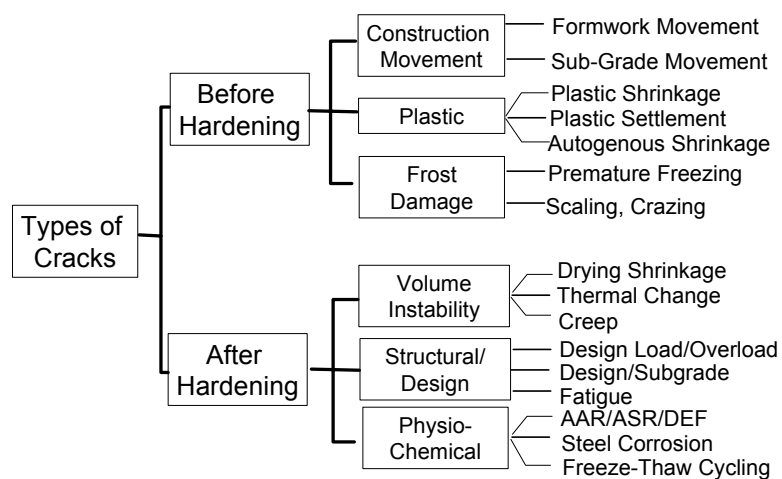 Types of
Cracks
Before
Hardening
Construction
Movement
Formwork Movement
Sub-Grade Movement
Plastic
Plastic Shrinkage
Plastic Settlement
Autogenous Shrinkage
Frost
Damage
Premature Freezing
Scaling, Crazing
After
Hardening
Volume
Instability
Drying Shrinkage
Thermal Change
Creep
Structural/
Design
Design Load/Overload
Design/Subgrade
Fatigue
Physio-
Chemical
AAR/ASR/DEF
Steel Corrosion
Freeze-Thaw Cycling